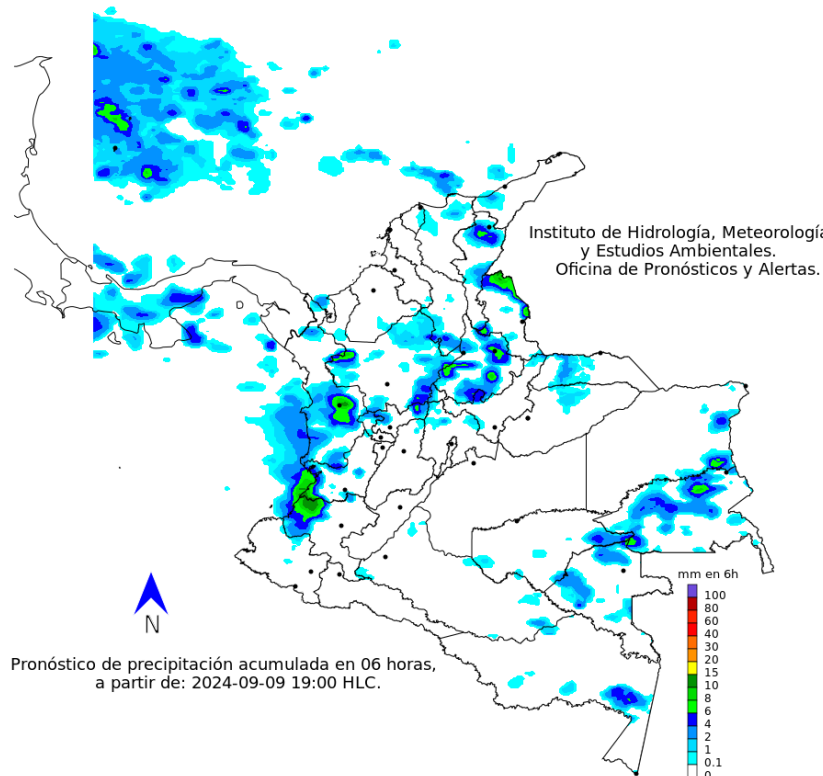 Instituto de Hidrología, Meteorología
y Estudios Ambientales.
Oficina de Pronósticos y Alertas.
N
Pronóstico de precipitación acumulada en 06 horas,
a partir de: 2024-09-09 19:00 HLC.
mm en 6h
100
80
60
40
30
20
15
10
8
6
4
2
1
0.1
0